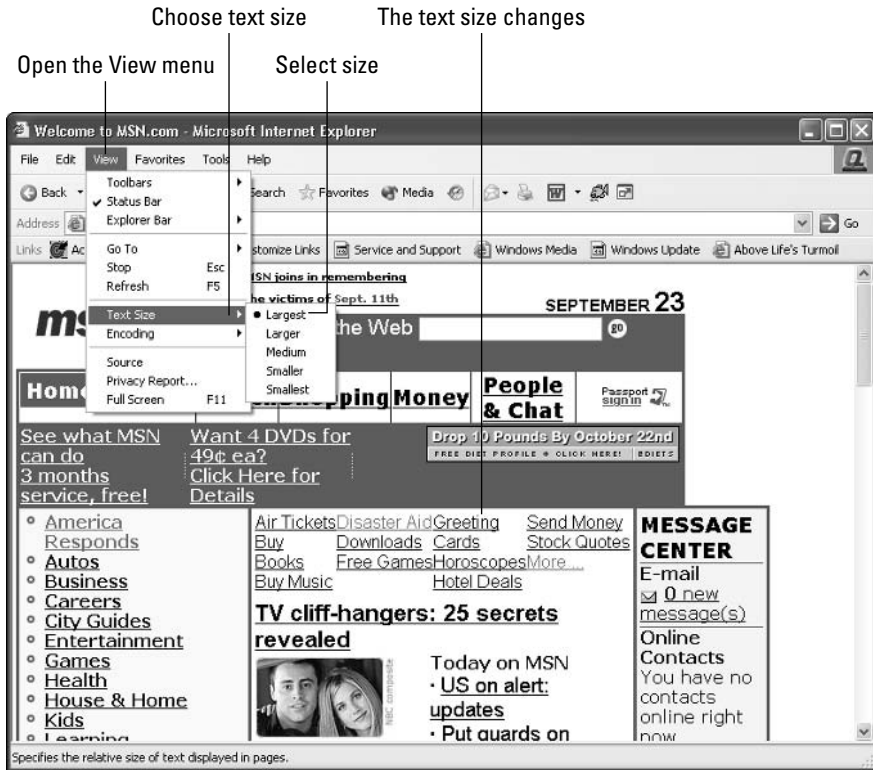 Choose text size
The text size changes
Open the View menu
Select size
Welcome to MSN.com - Microsoft Internet Explorer
File Edit View Favorites Tools Help
Back Search Favorites Media
Address Go
Links Ac stomize Links Service and Support Windows Media Windows Update Above Life's Turmoil
Toolbars
Status Bar
Explorer Bar
Go To
Stop Esc
Refresh F5
Text Size
Encoding
Source
Privacy Report...
Full Screen F11
Largest
Larger
Medium
Smaller
Smallest
MSN joins in remembering
he victims of Sept. 11th
SEPTEMBER 23
ms
the Web go
Home Shopping Money People & Chat Passport sign in
See what MSN can do
3 months service, free!
Want 4 DVDs for 49¢ ea?
Click Here for Details
Drop 10 Pounds By October 22nd
FREE DIET PROFILE CLICK HERE! EDIETS
America Responds
Autos
Business
Careers
City Guides
Entertainment
Games
Health
House & Home
Kids
Learning
Air Tickets Disaster Aid Greeting Send Money
Buy Downloads Cards Stock Quotes
Books Free Games Horoscopes More ...
Buy Music Hotel Deals
TV cliff-hangers: 25 secrets revealed
NBC composite
Today on MSN
· US on alert: updates
· Put guards on
MESSAGE CENTER
E-mail
0 new message(s)
Online Contacts
You have no contacts online right now
Specifies the relative size of text displayed in pages.